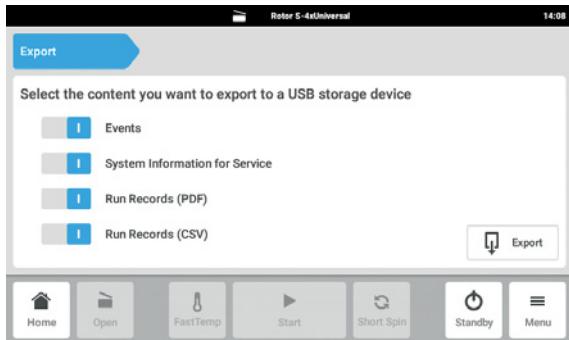 Rotor S-4xUniversal 14:08
Export
Select the content you want to export to a USB storage device
Events
System Information for Service
Run Records (PDF)
Run Records (CSV)
Export
Home Open FastTemp Start Short Spin Standby Menu